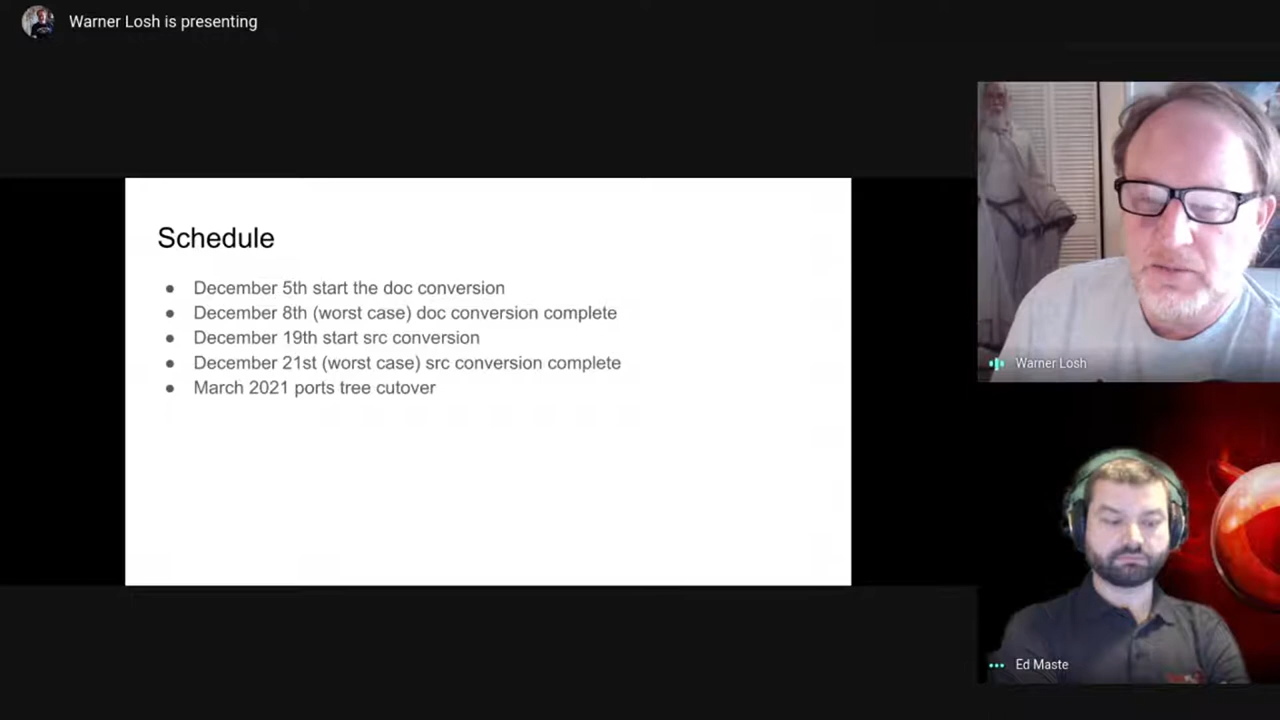 Warner Losh is presenting
Schedule
● December 5th start the doc conversion
● December 8th (worst case) doc conversion complete
● December 19th start src conversion
● December 21st (worst case) src conversion complete
● March 2021 ports tree cutover
Warner Losh
Ed Maste